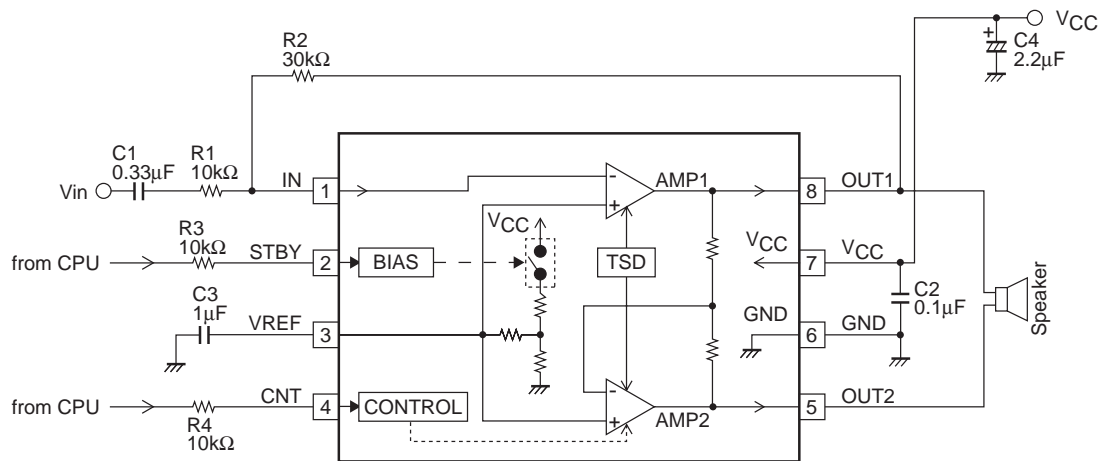 R2
30kΩ
VCC
C4
2.2μF
+
C1
0.33μF
R1
10kΩ
Vin
IN
1
-
+
AMP1
8
OUT1
R3
10kΩ
from CPU
STBY
2
BIAS
VCC
TSD
VCC
7
VCC
C3
1μF
VREF
3
GND
6
GND
C2
0.1μF
Speaker
from CPU
R4
10kΩ
CNT
4
CONTROL
-
+
AMP2
5
OUT2